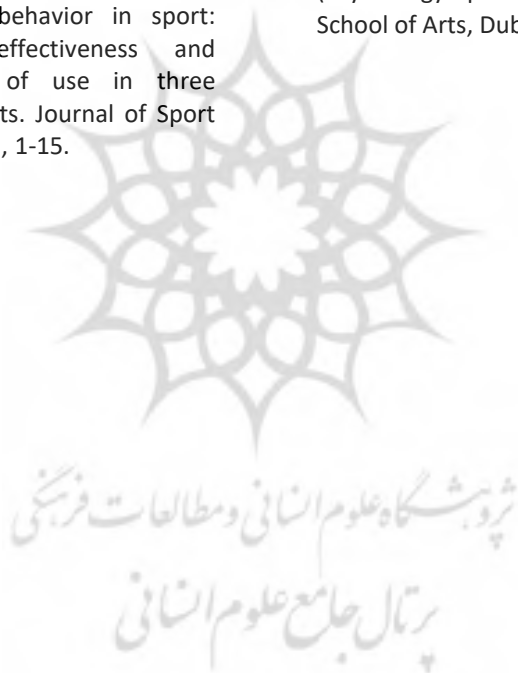 behavior in sport:
effectiveness and
of use in three
ts. Journal of Sport
, 1-15.
School of Arts, Dub
پژوهشگاه علوم انسانی و مطالعات فرهنگی
پرتال جامع علوم انسانی